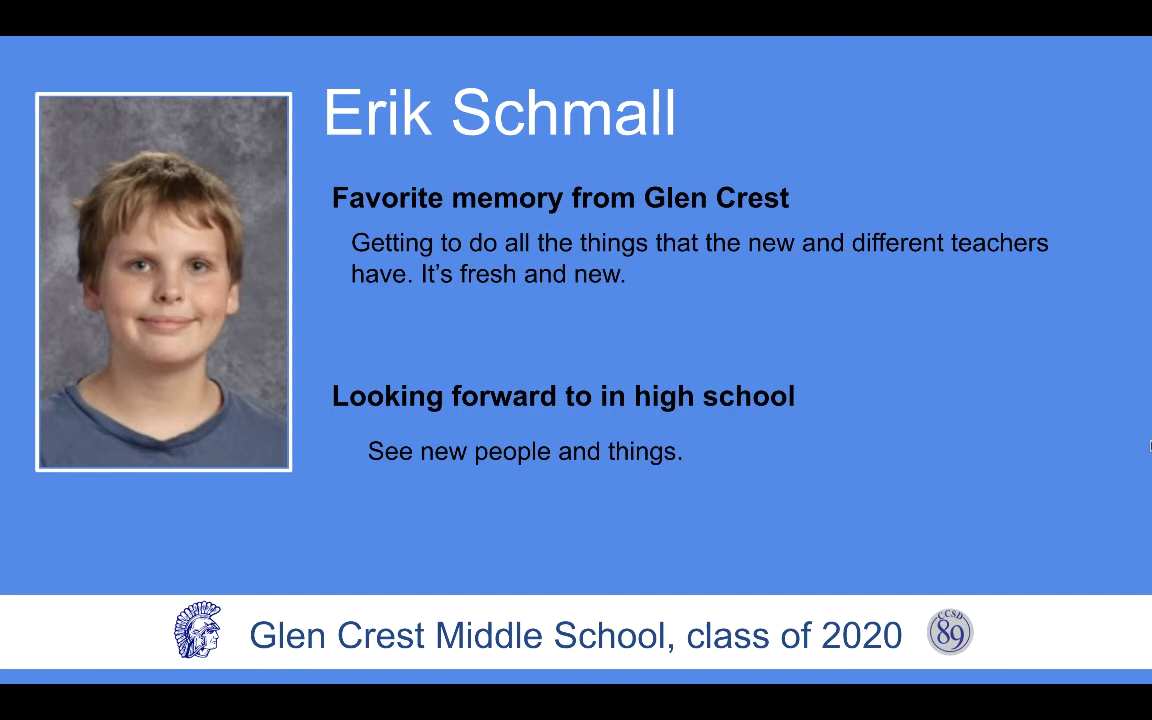 Erik Schmall
Favorite memory from Glen Crest
Getting to do all the things that the new and different teachers
have. It’s fresh and new.
Looking forward to in high school
See new people and things.
Glen Crest Middle School, class of 2020
CCSD
89